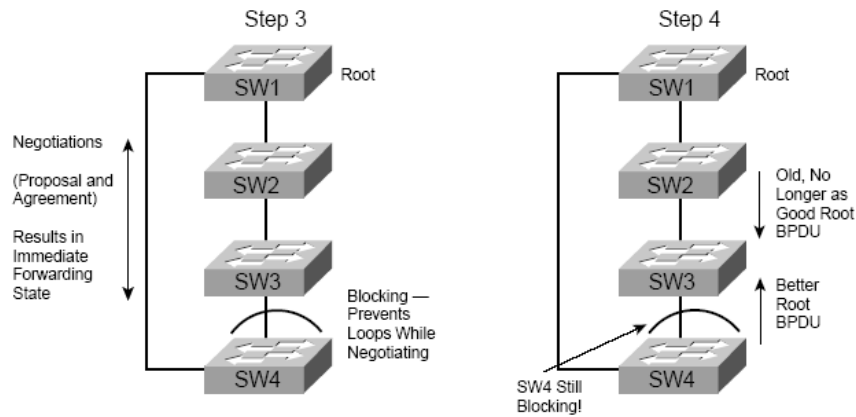 Step 3
SW1
Root
Negotiations
(Proposal and
Agreement)
Results in
Immediate
Forwarding
State
SW2
SW3
Blocking —
Prevents
Loops While
Negotiating
SW4
Step 4
SW1
Root
SW2
Old, No
Longer as
Good Root
BPDU
SW3
Better
Root
BPDU
SW4
SW4 Still
Blocking!